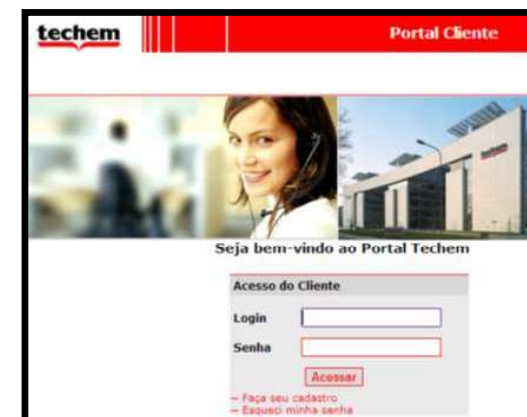 techem
Portal Cliente
Seja bem-vindo ao Portal Techem
Acesso do Cliente
Login
Senha
Acessar
Faça seu cadastro
Esqueci minha senha